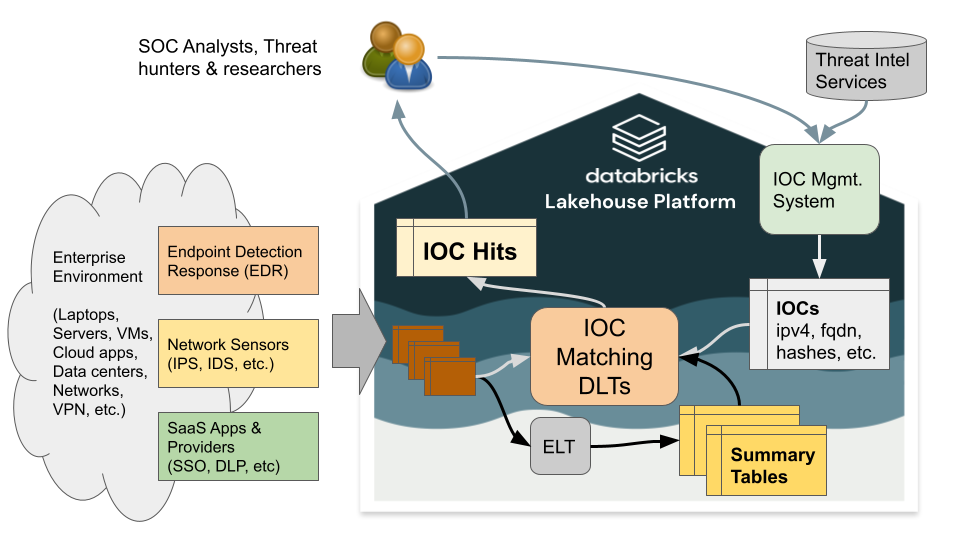 SOC Analysts, Threat
hunters & researchers
Threat Intel
Services
databricks
Lakehouse Platform
IOC Mgmt.
System
Enterprise
Environment
(Laptops,
Servers, VMs,
Cloud apps,
Data centers,
Networks,
VPN, etc.)
Endpoint Detection
Response (EDR)
Network Sensors
(IPS, IDS, etc.)
SaaS Apps &
Providers
(SSO, DLP, etc)
IOC Hits
IOC
Matching
DLTs
IOCs
ipv4, fqdn,
hashes, etc.
ELT
Summary
Tables